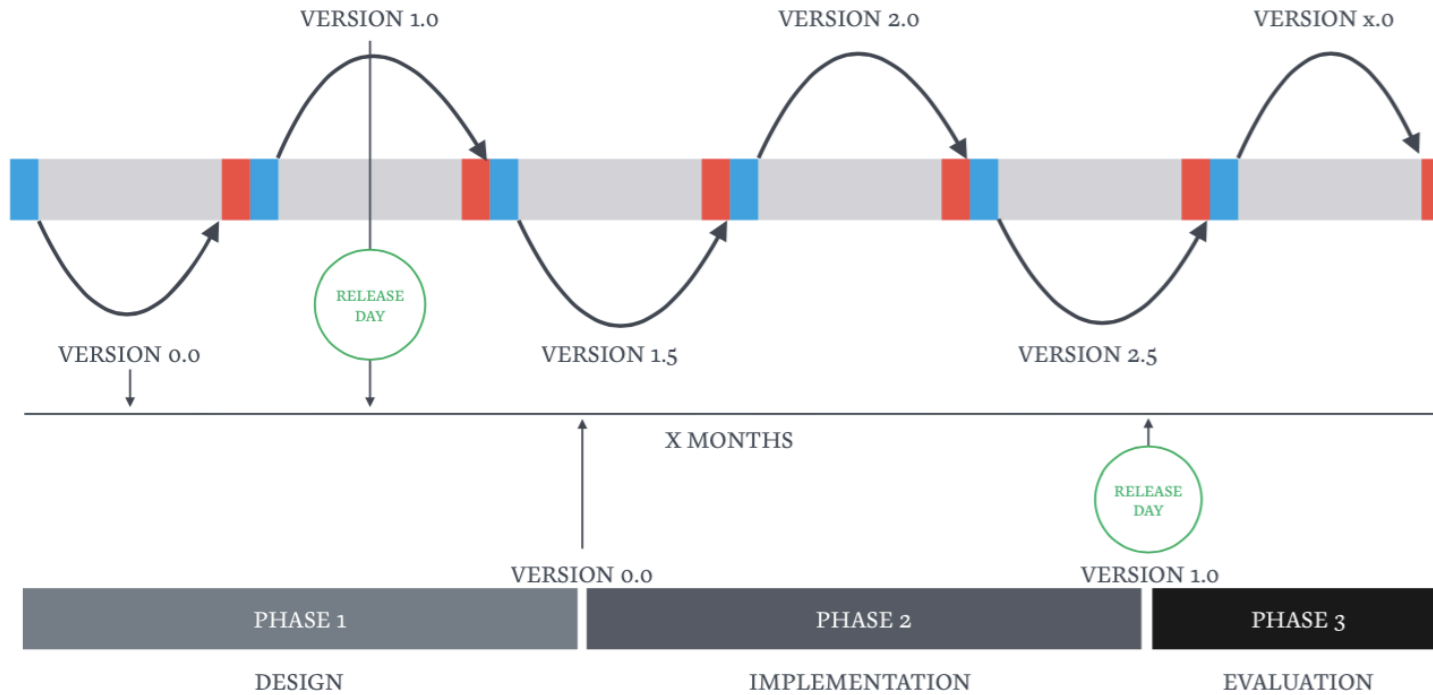 VERSION 1.0
VERSION 2.0
VERSION x.0
RELEASE
DAY
VERSION 0.0
VERSION 1.5
VERSION 2.5
X MONTHS
RELEASE
DAY
VERSION 0.0
VERSION 1.0
PHASE 1
PHASE 2
PHASE 3
DESIGN
IMPLEMENTATION
EVALUATION